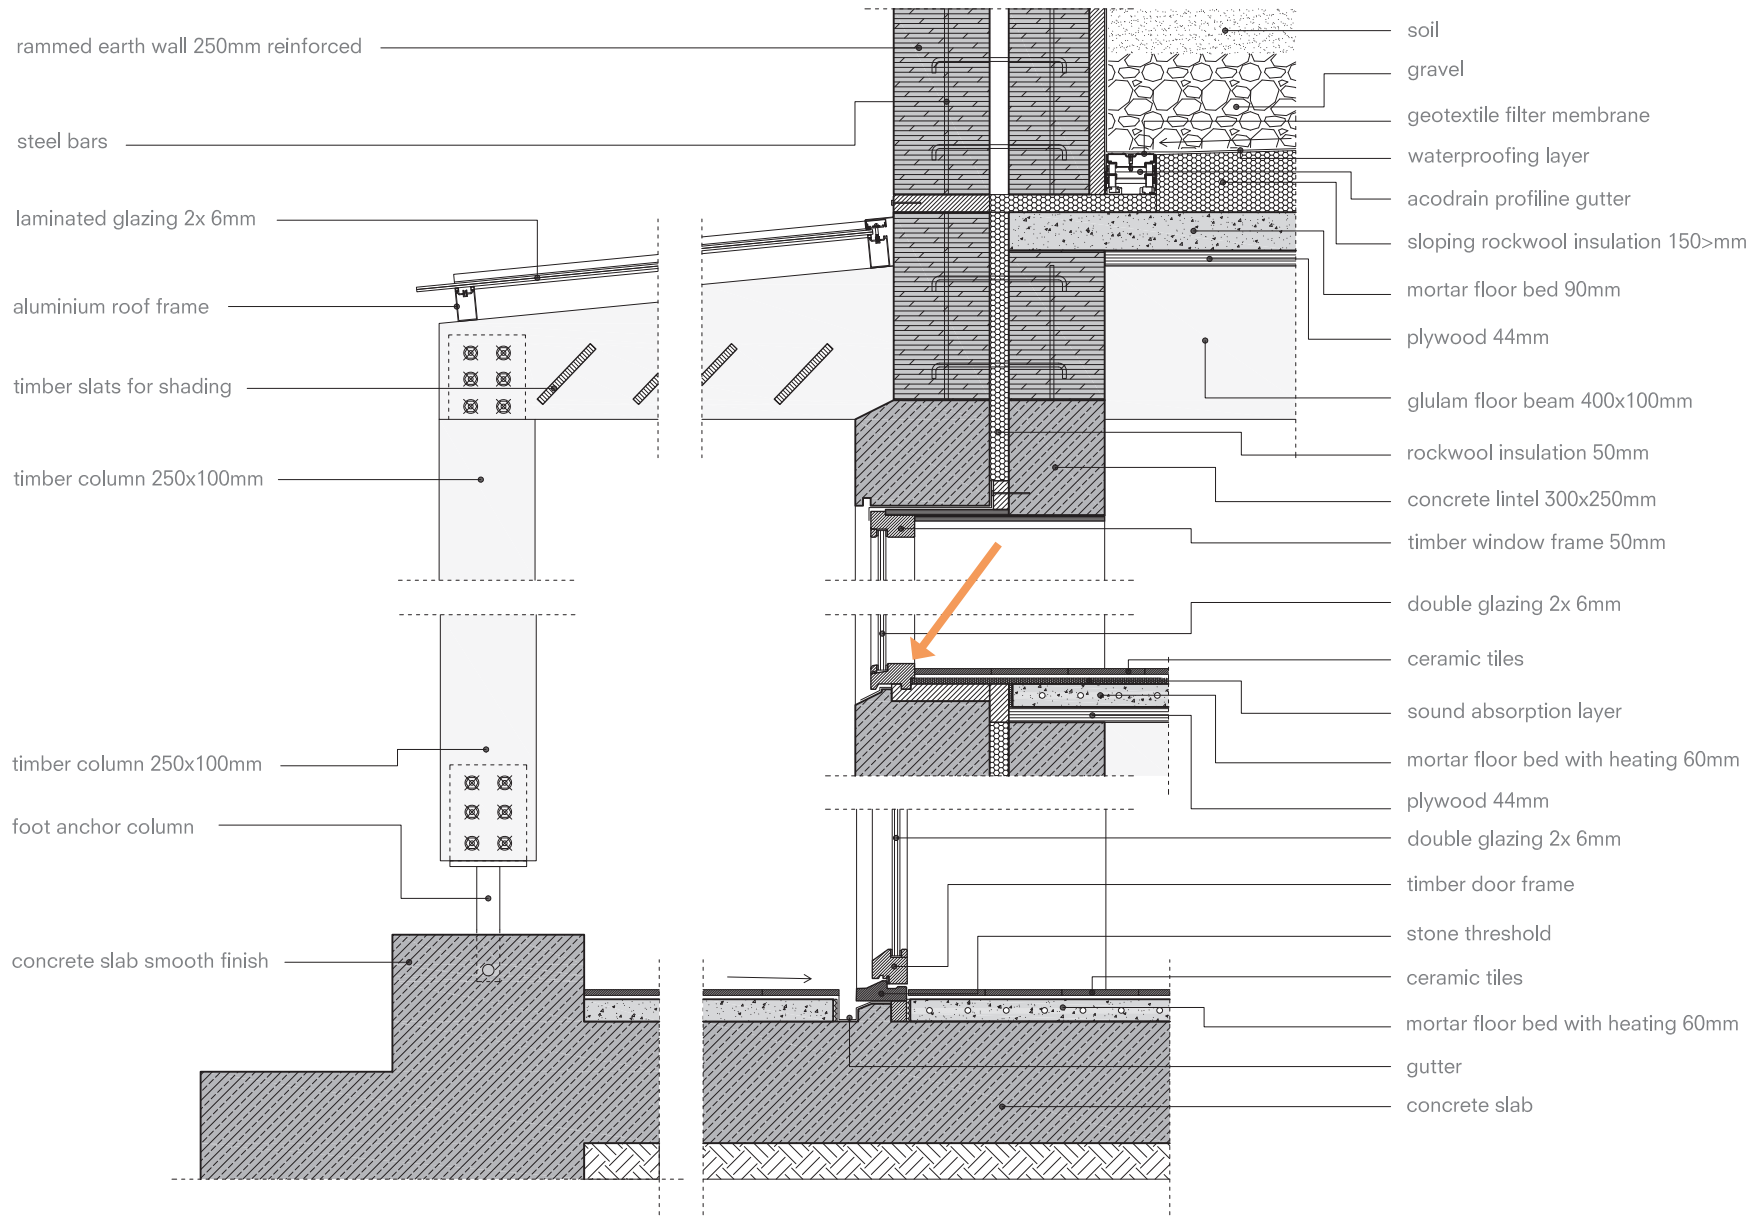 rammed earth wall 250mm reinforced
steel bars
laminated glazing 2x 6mm
aluminium roof frame
timber slats for shading
timber column 250x100mm
timber column 250x100mm
foot anchor column
concrete slab smooth finish
soil
gravel
geotextile filter membrane
waterproofing layer
acodrain profiline gutter
sloping rockwool insulation 150>mm
mortar floor bed 90mm
plywood 44mm
glulam floor beam 400x100mm
rockwool insulation 50mm
concrete lintel 300x250mm
timber window frame 50mm
double glazing 2x 6mm
ceramic tiles
sound absorption layer
mortar floor bed with heating 60mm
plywood 44mm
double glazing 2x 6mm
timber door frame
stone threshold
ceramic tiles
mortar floor bed with heating 60mm
gutter
concrete slab